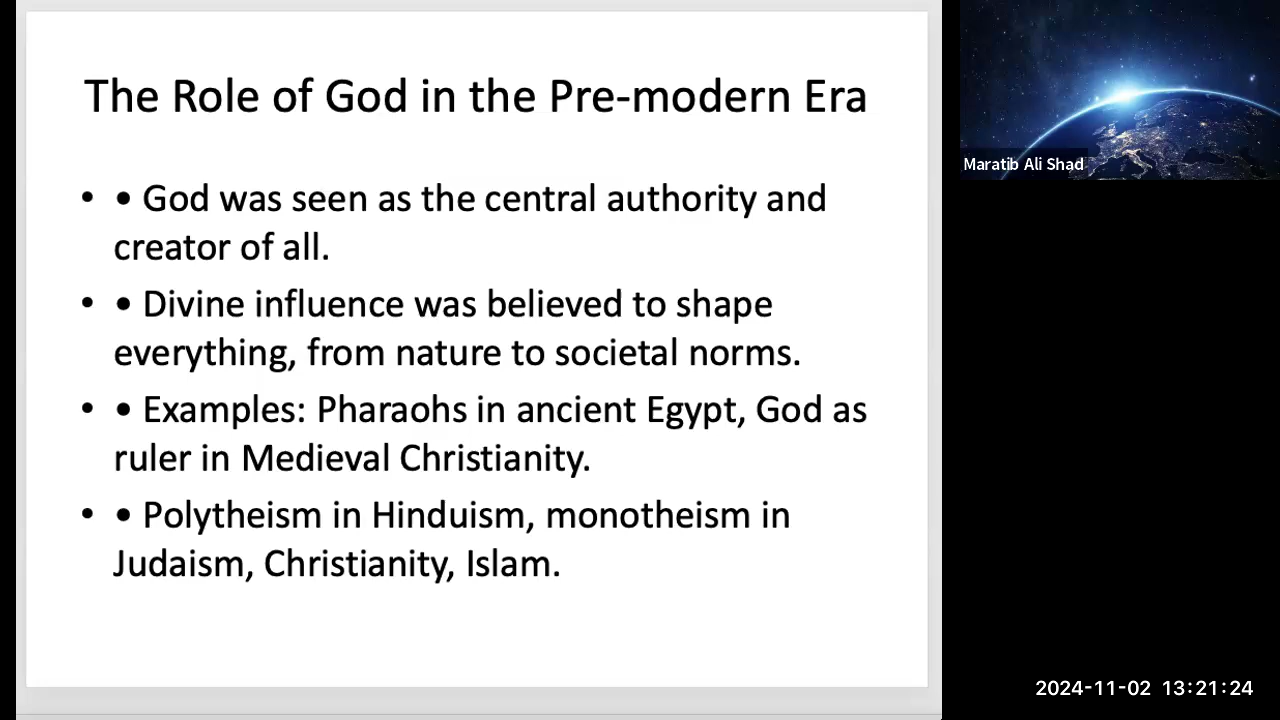 The Role of God in the Pre-modern Era
• • God was seen as the central authority and
creator of all.
• • Divine influence was believed to shape
everything, from nature to societal norms.
• • Examples: Pharaohs in ancient Egypt, God as
ruler in Medieval Christianity.
• • Polytheism in Hinduism, monotheism in
Judaism, Christianity, Islam.
Maratib Ali Shad
2024-11-02 13:21:24